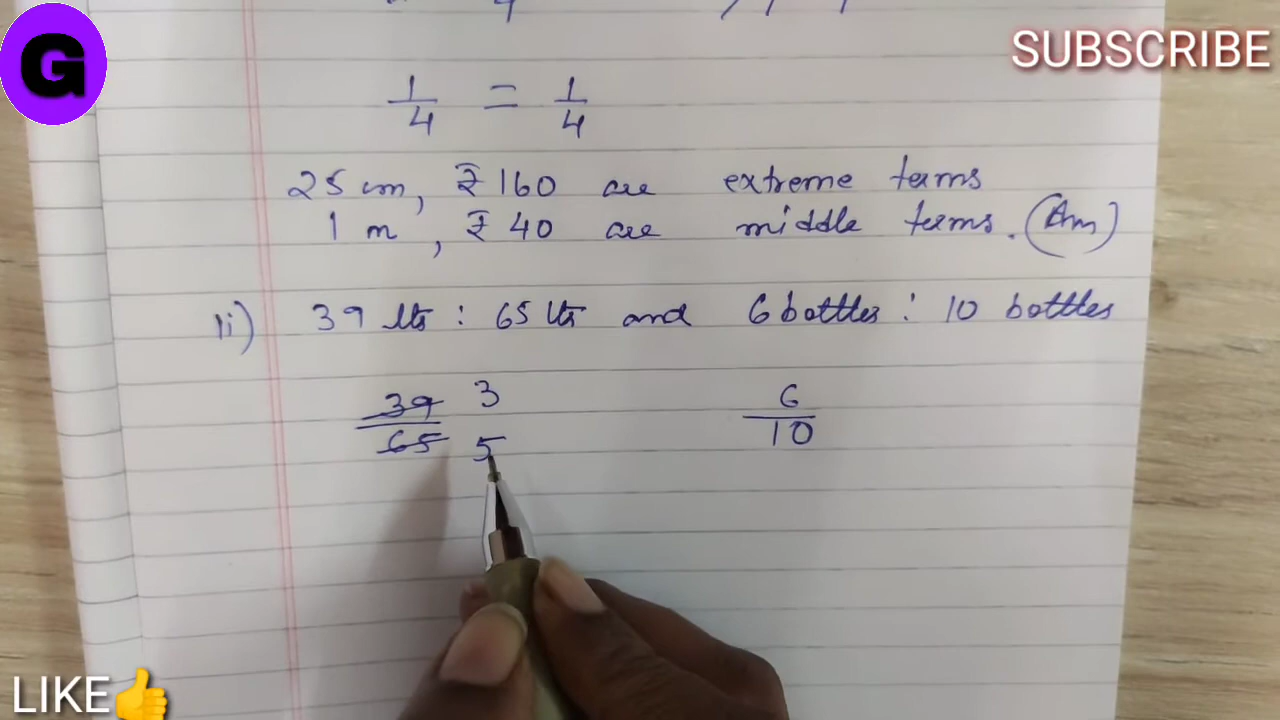 G
SUBSCRIBE
1/4 = 1/4
25 cm, ₹ 160 are extreme terms
1 m, ₹ 40 are middle terms. (Ans)
ii) 39 lts : 65 lts and 6 bottles : 10 bottles
39 3 6
65 5 10
LIKE👍